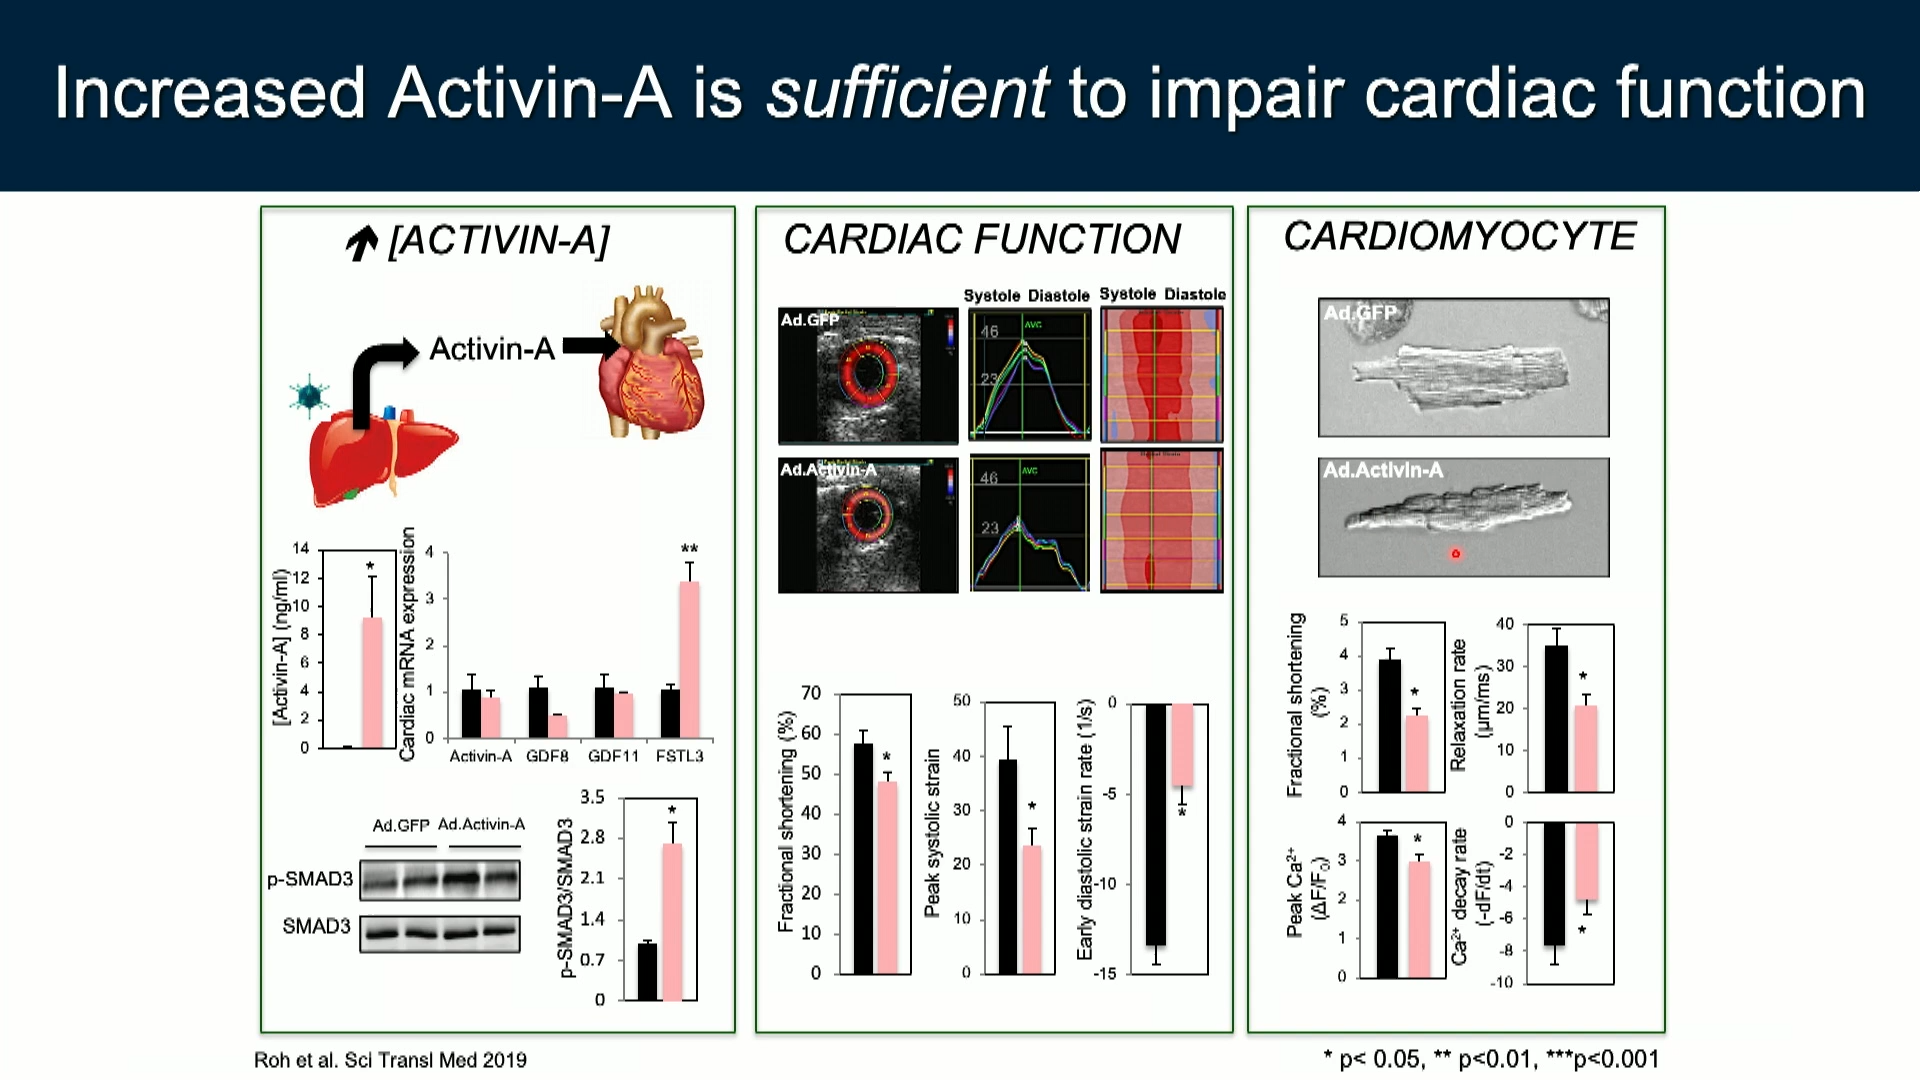 Increased Activin-A is sufficient to impair cardiac function
[ACTIVIN-A]
Activin-A
[Activin-A] (ng/ml)
14
12
10
8
6
4
2
0
*
Cardiac mRNA expression
4
3
2
1
0
**
Activin-A GDF8 GDF11 FSTL3
Ad.GFP Ad.Activin-A
p-SMAD3
SMAD3
p-SMAD3/SMAD3
3.5
2.8
2.1
1.4
0.7
0
*
CARDIAC FUNCTION
Systole Diastole Systole Diastole
Ad.GFP
46
AVC
23
Ad.Activin-A
46
AVC
23
Fractional shortening (%)
70
60
50
40
30
20
10
0
*
Peak systolic strain
50
40
30
20
10
0
*
Early diastolic strain rate (1/s)
0
-5
-10
-15
*
CARDIOMYOCYTE
Ad.GFP
Ad.Activin-A
Fractional shortening
(%)
5
4
3
2
1
0
*
Relaxation rate
(µm/ms)
40
30
20
10
0
*
Peak Ca²⁺
(ΔF/F₀)
4
3
2
1
0
*
Ca²⁺ decay rate
(-dF/dt)
0
-2
-4
-6
-8
-10
*
Roh et al. Sci Transl Med 2019
* p< 0.05, ** p<0.01, ***p<0.001